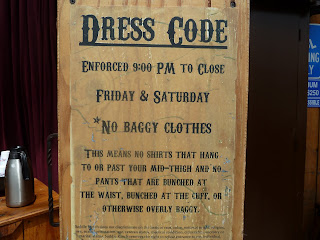 Dress Code
Enforced 9:00 PM to Close
Friday & Saturday
*No baggy clothes
This means no shirts that hang
to or past your mid-thigh and no
pants that are bunched at
the waist, bunched at the cuff, or
otherwise overly baggy.
$250